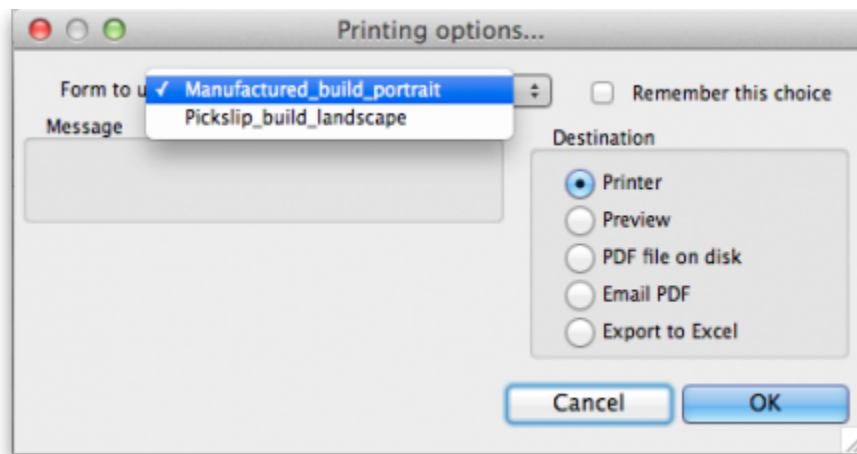 Printing options...
Form to u ✓ Manufactured_build_portrait
Remember this choice
Pickslip_build_landscape
Message
Destination
Printer
Preview
PDF file on disk
Email PDF
Export to Excel
Cancel
OK